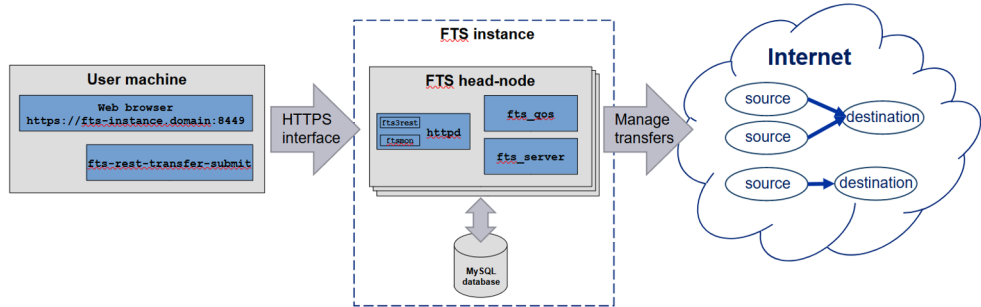 User machine
Web browser
https://fts-instance.domain:8449
fts-rest-transfer-submit
HTTPS
interface
FTS instance
FTS head-node
fts3rest
ftsmon
httpd
fts_qos
fts_server
MySQL
database
Manage
transfers
Internet
source
source
destination
source
destination